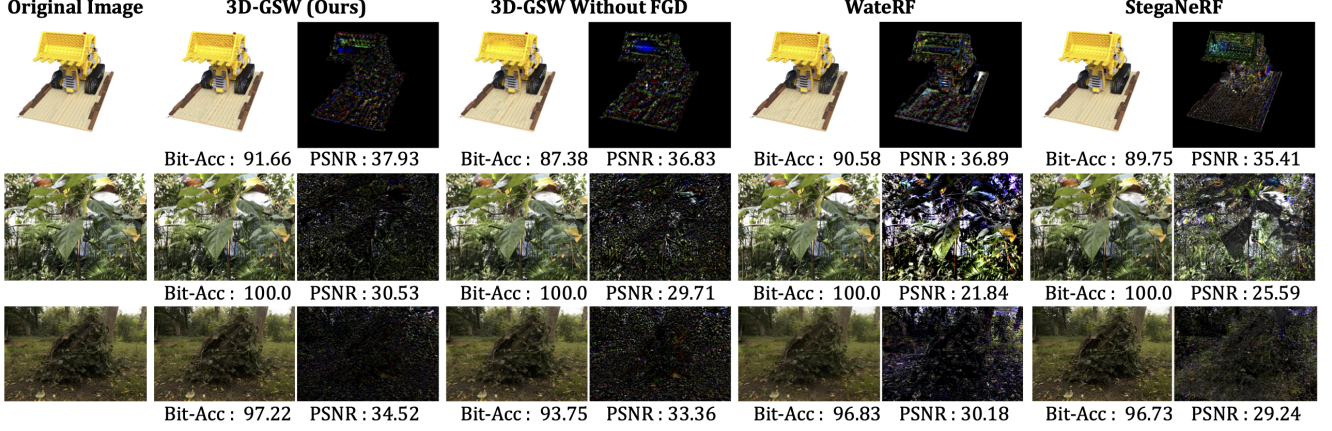 Original Image 3D-GSW (Ours) 3D-GSW Without FGD WateRF StegaNeRF
Bit-Acc : 91.66 PSNR : 37.93 Bit-Acc : 87.38 PSNR : 36.83 Bit-Acc : 90.58 PSNR : 36.89 Bit-Acc : 89.75 PSNR : 35.41
Bit-Acc : 100.0 PSNR : 30.53 Bit-Acc : 100.0 PSNR : 29.71 Bit-Acc : 100.0 PSNR : 21.84 Bit-Acc : 100.0 PSNR : 25.59
Bit-Acc : 97.22 PSNR : 34.52 Bit-Acc : 93.75 PSNR : 33.36 Bit-Acc : 96.83 PSNR : 30.18 Bit-Acc : 96.73 PSNR : 29.24